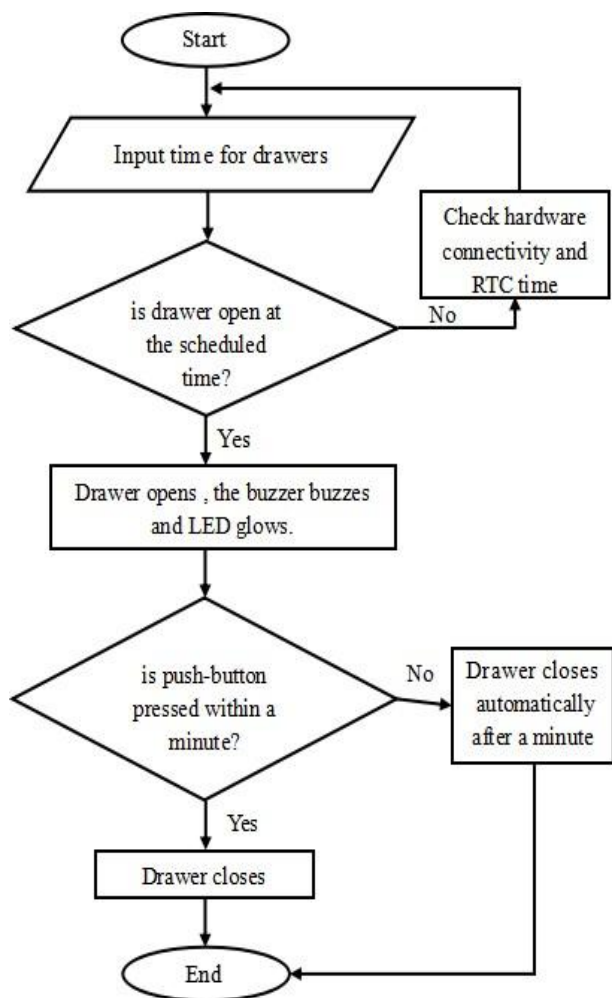 Start
Input time for drawers
Check hardware
connectivity and
RTC time
is drawer open at
the scheduled
time?
No
Yes
Drawer opens , the buzzer buzzes
and LED glows.
is push-button
pressed within a
minute?
No
Drawer closes
automatically
after a minute
Yes
Drawer closes
End